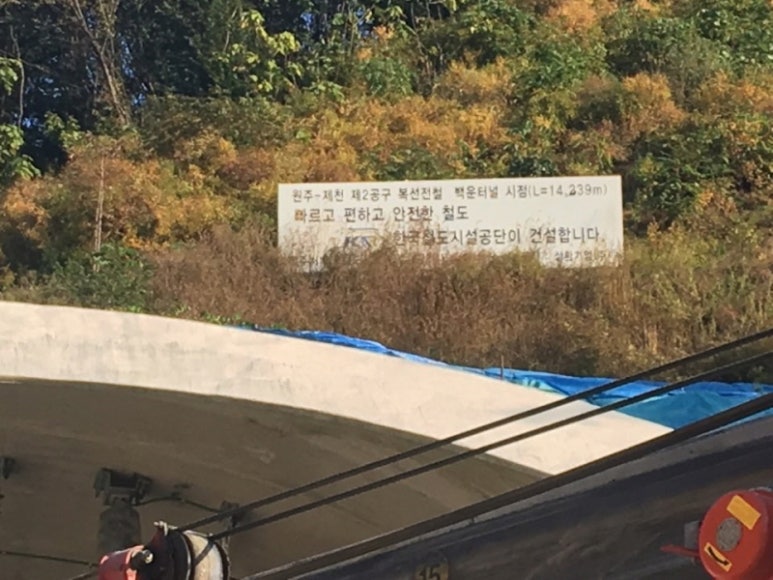 원주-제천 제2공구 복선전철 백운터널 시점(L=14,239m)
빠르고 편하고 안전한 철도
한국철도시설공단이 건설합니다
15